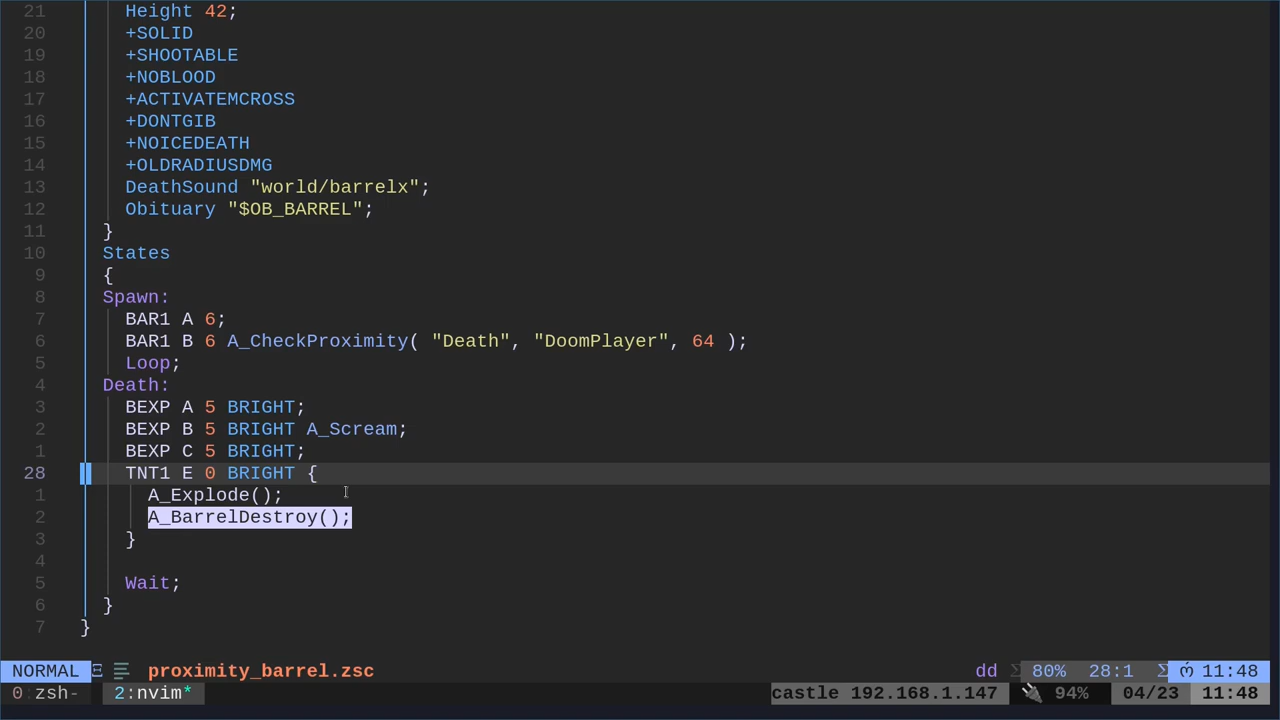 21 Height 42;
20 +SOLID
19 +SHOOTABLE
18 +NOBLOOD
17 +ACTIVATEMCROSS
16 +DONTGIB
15 +NOICEDEATH
14 +OLDRADIUSDMG
13 DeathSound "world/barrelx";
12 Obituary "$OB_BARREL";
11 }
10 States
9 {
8 Spawn:
7 BAR1 A 6;
6 BAR1 B 6 A_CheckProximity( "Death", "DoomPlayer", 64 );
5 Loop;
4 Death:
3 BEXP A 5 BRIGHT;
2 BEXP B 5 BRIGHT A_Scream;
1 BEXP C 5 BRIGHT;
28 TNT1 E 0 BRIGHT {
1 A_Explode();
2 A_BarrelDestroy();
3 }
4
5 Wait;
6 }
7 }
NORMAL proximity_barrel.zsc dd 80% 28:1 11:48
0 zsh- 2:nvim* castle 192.168.1.147 94% 04/23 11:48